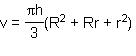 v = πh/3 (R² + Rr + r²)